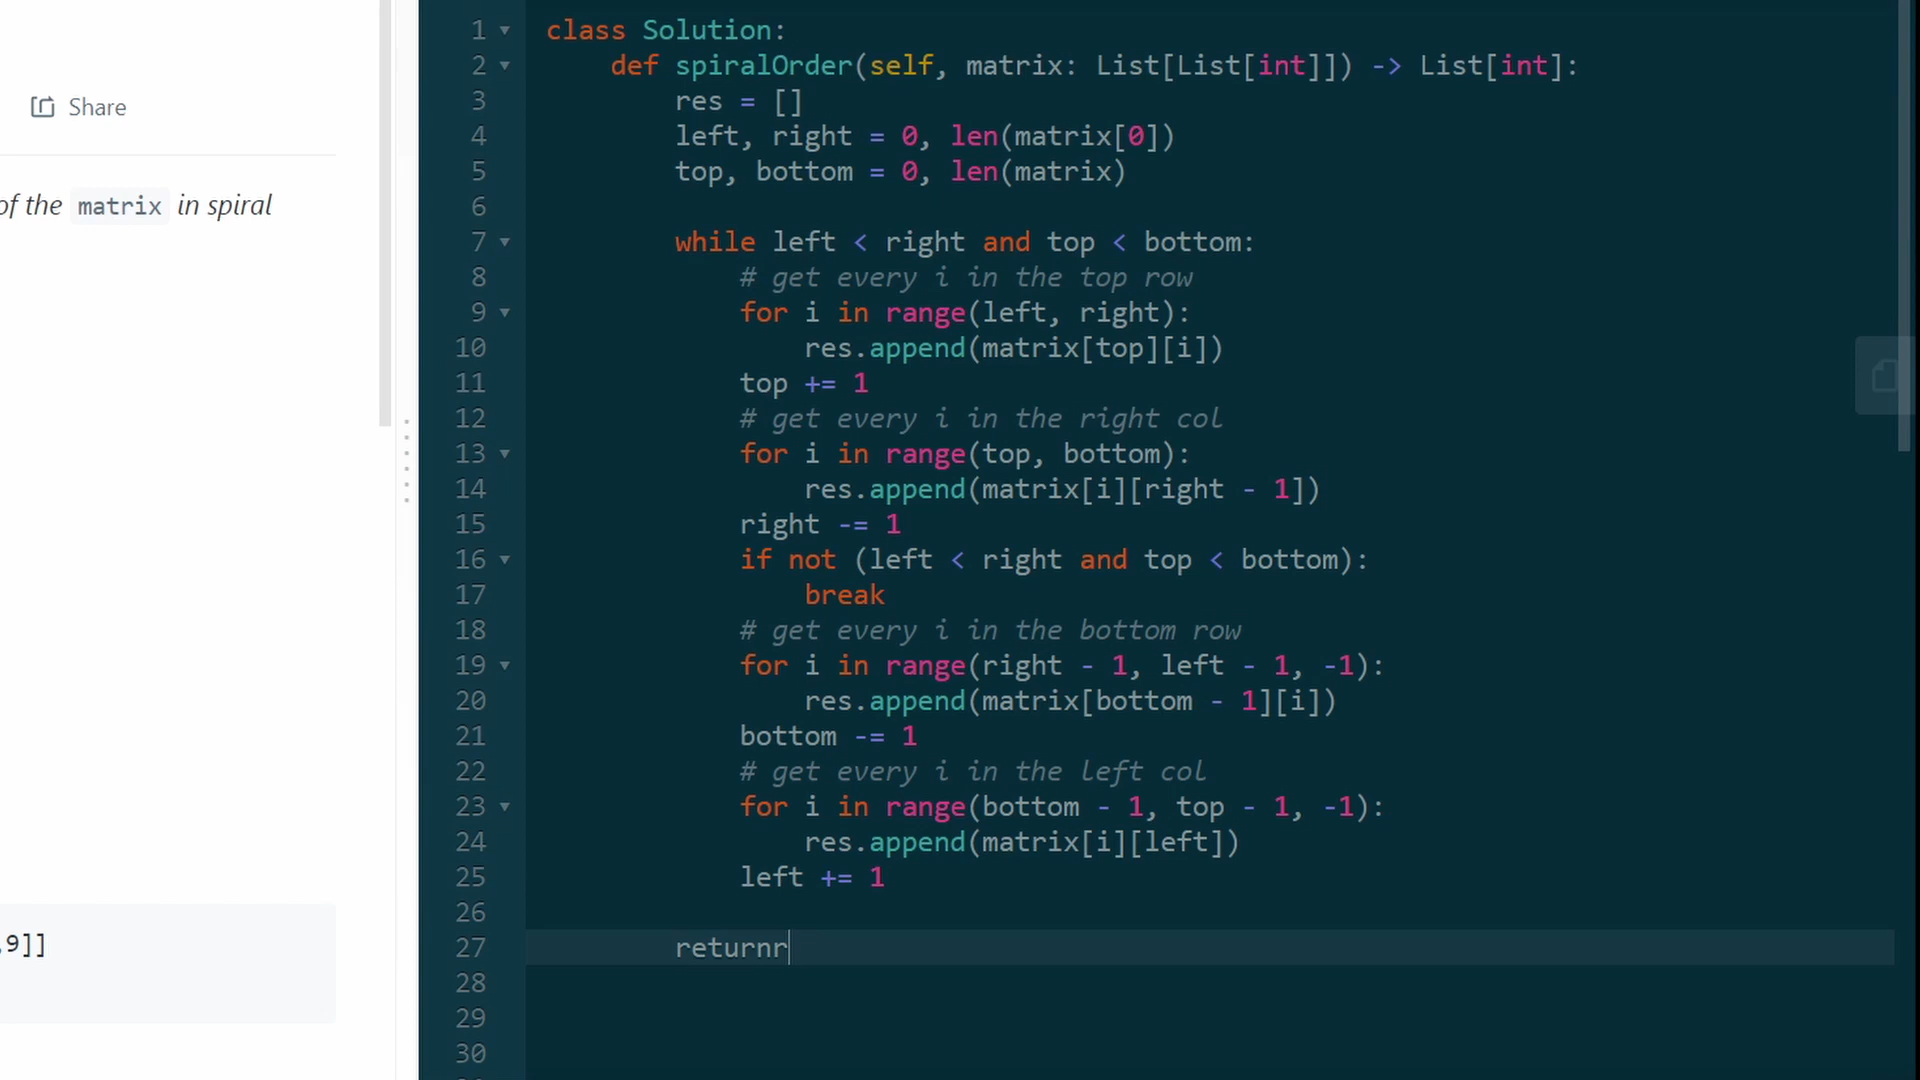 Share
of the matrix in spiral
,9]]
1 class Solution:
2     def spiralOrder(self, matrix: List[List[int]]) -> List[int]:
3         res = []
4         left, right = 0, len(matrix[0])
5         top, bottom = 0, len(matrix)
6
7         while left < right and top < bottom:
8             # get every i in the top row
9             for i in range(left, right):
10                 res.append(matrix[top][i])
11             top += 1
12             # get every i in the right col
13             for i in range(top, bottom):
14                 res.append(matrix[i][right - 1])
15             right -= 1
16             if not (left < right and top < bottom):
17                 break
18             # get every i in the bottom row
19             for i in range(right - 1, left - 1, -1):
20                 res.append(matrix[bottom - 1][i])
21             bottom -= 1
22             # get every i in the left col
23             for i in range(bottom - 1, top - 1, -1):
24                 res.append(matrix[i][left])
25             left += 1
26
27         returnr
28
29
30